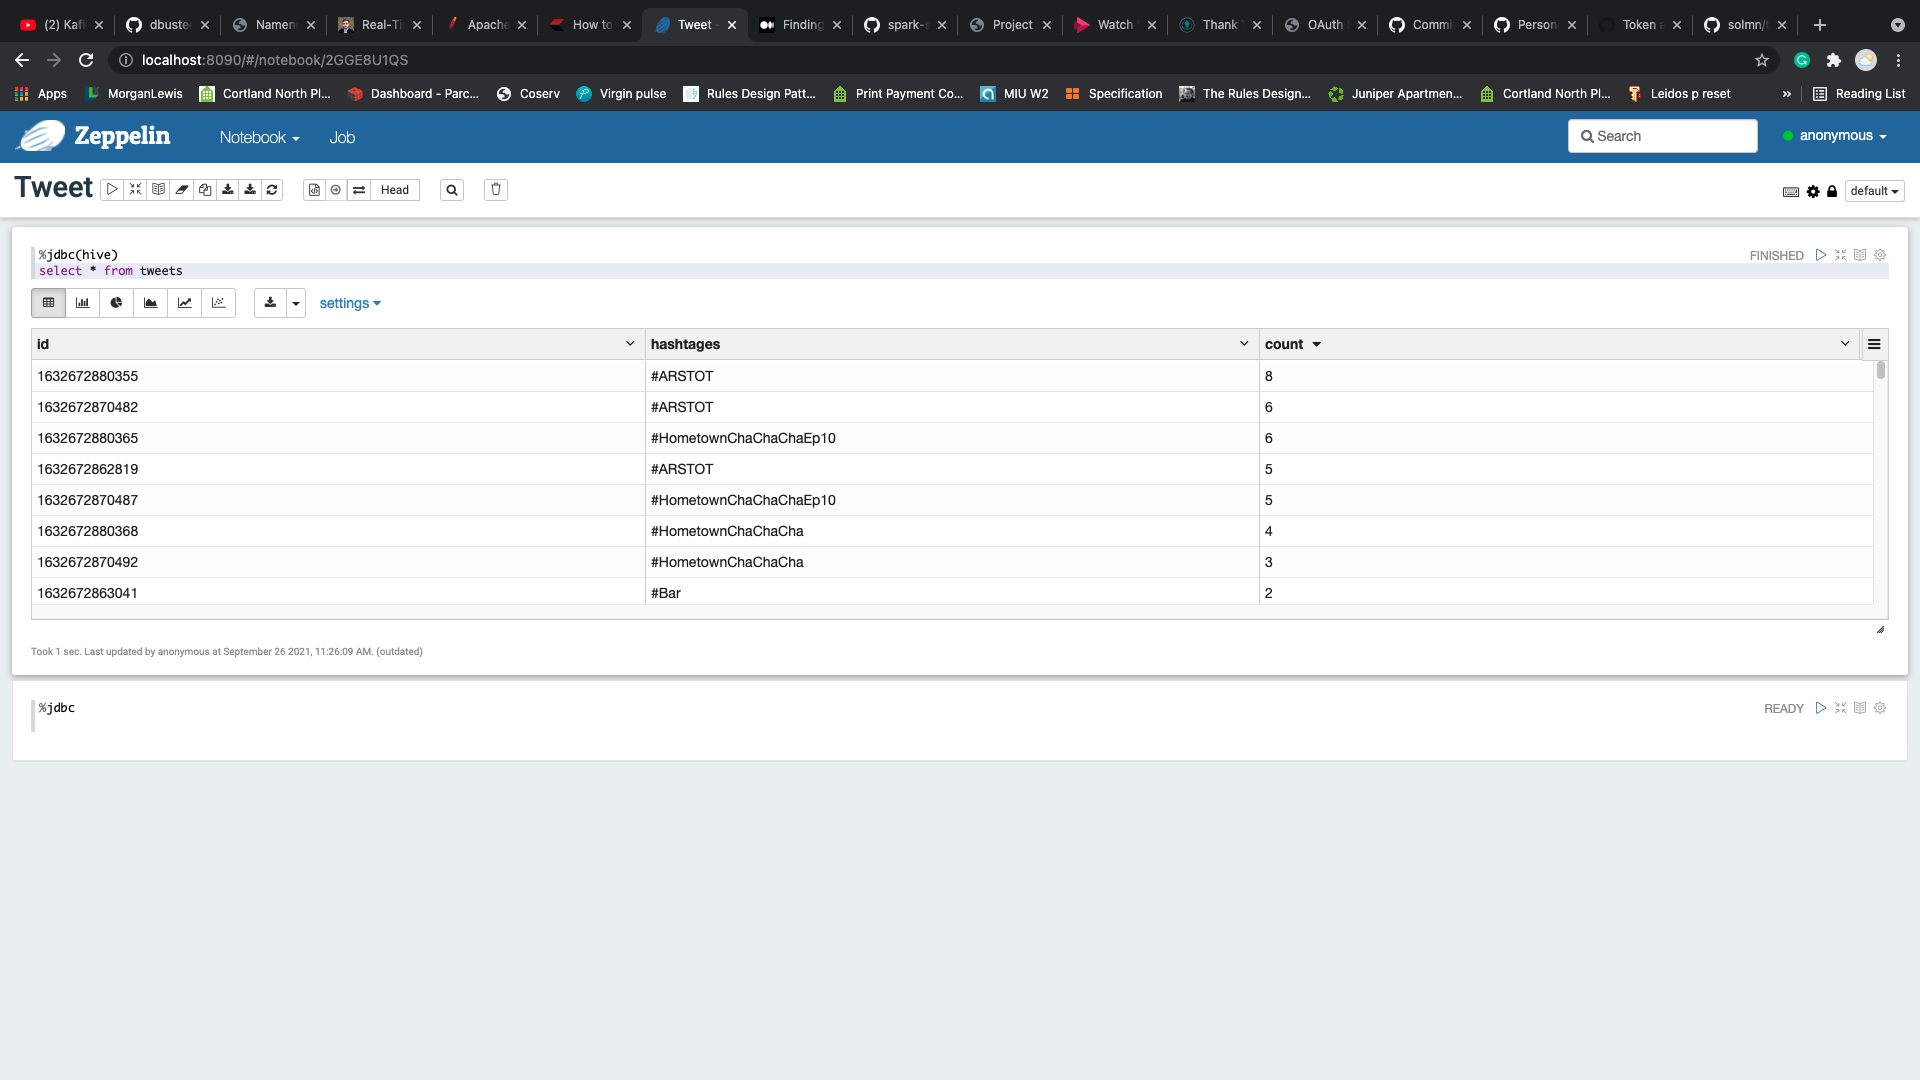 (2) Kafl
dbuste
Namen
Real-Ti
Apache
How to
Tweet -
Finding
spark-s
Project
Watch
Thank
OAuth
Commi
Person
Token a
solmn/
localhost:8090/#/notebook/2GGE8U1QS
Apps MorganLewis Cortland North Pl... Dashboard - Parc... Coserv Virgin pulse Rules Design Patt... Print Payment Co... MIU W2 Specification The Rules Design... Juniper Apartmen... Cortland North Pl... Leidos p reset » Reading List
Zeppelin Notebook Job Search anonymous
Tweet Head default
%jdbc(hive) FINISHED
select * from tweets
settings
id hashtages count
1632672880355 #ARSTOT 8
1632672870482 #ARSTOT 6
1632672880365 #HometownChaChaChaEp10 6
1632672862819 #ARSTOT 5
1632672870487 #HometownChaChaChaEp10 5
1632672880368 #HometownChaChaCha 4
1632672870492 #HometownChaChaCha 3
1632672863041 #Bar 2
Took 1 sec. Last updated by anonymous at September 26 2021, 11:26:09 AM. (outdated)
%jdbc READY